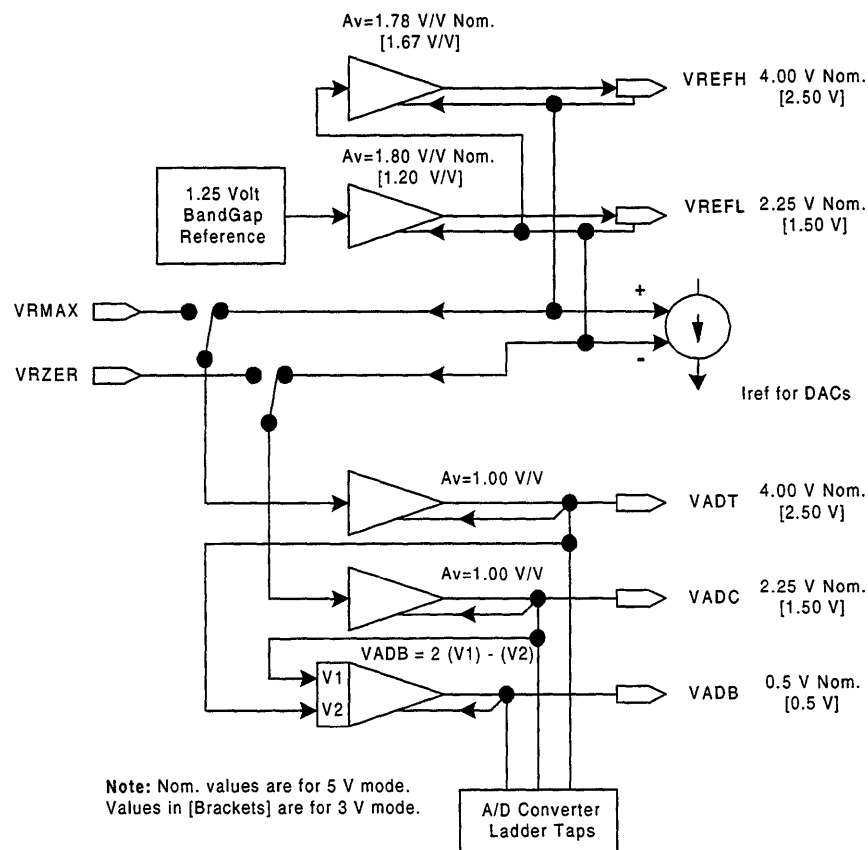 Av=1.78 V/V Nom.
[1.67 V/V]
VREFH
4.00 V Nom.
[2.50 V]
Av=1.80 V/V Nom.
[1.20 V/V]
1.25 Volt
BandGap
Reference
VREFL
2.25 V Nom.
[1.50 V]
VRMAX
+
VRZER
-
Iref for DACs
Av=1.00 V/V
VADT
4.00 V Nom.
[2.50 V]
Av=1.00 V/V
VADC
2.25 V Nom.
[1.50 V]
VADB = 2 (V1) - (V2)
V1
V2
VADB
0.5 V Nom.
[0.5 V]
Note: Nom. values are for 5 V mode.
Values in [Brackets] are for 3 V mode.
A/D Converter
Ladder Taps